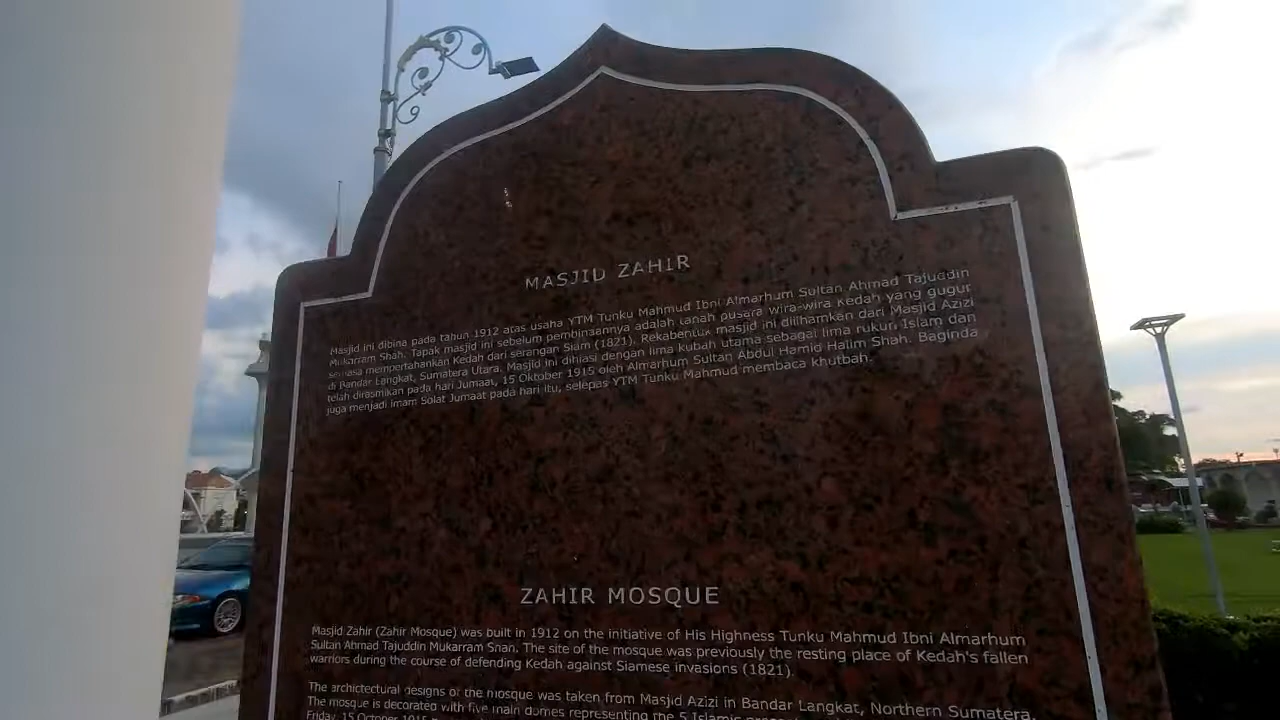 MASJID ZAHIR
Masjid ini dibina pada tahun 1912 atas usaha YTM Tunku Mahmud Ibni Almarhum Sultan Ahmad Tajuddin
Mukarram Shah. Tapak masjid ini sebelum pembinaannya adalah tanah pusara wira-wira Kedah yang gugur
semasa mempertahankan Kedah dari serangan Siam (1821). Rekabentuk masjid ini diilhamkan dari Masjid Azizi
di Bandar Langkat, Sumatera Utara. Masjid ini dihiasi dengan lima kubah utama sebagai lima rukun Islam dan
telah dirasmikan pada hari Jumaat, 15 Oktober 1915 oleh Almarhum Sultan Abdul Hamid Halim Shah. Baginda
juga menjadi imam Solat Jumaat pada hari itu, selepas YTM Tunku Mahmud membaca khutbah.
ZAHIR MOSQUE
Masjid Zahir (Zahir Mosque) was built in 1912 on the initiative of His Highness Tunku Mahmud Ibni Almarhum
Sultan Ahmad Tajuddin Mukarram Shah. The site of the mosque was previously the resting place of Kedah's fallen
warriors during the course of defending Kedah against Siamese invasions (1821).
The archictectural designs of the mosque was taken from Masjid Azizi in Bandar Langkat, Northern Sumatera.
The mosque is decorated with five main domes representing the 5 Islamic
Friday, 15 October 1915